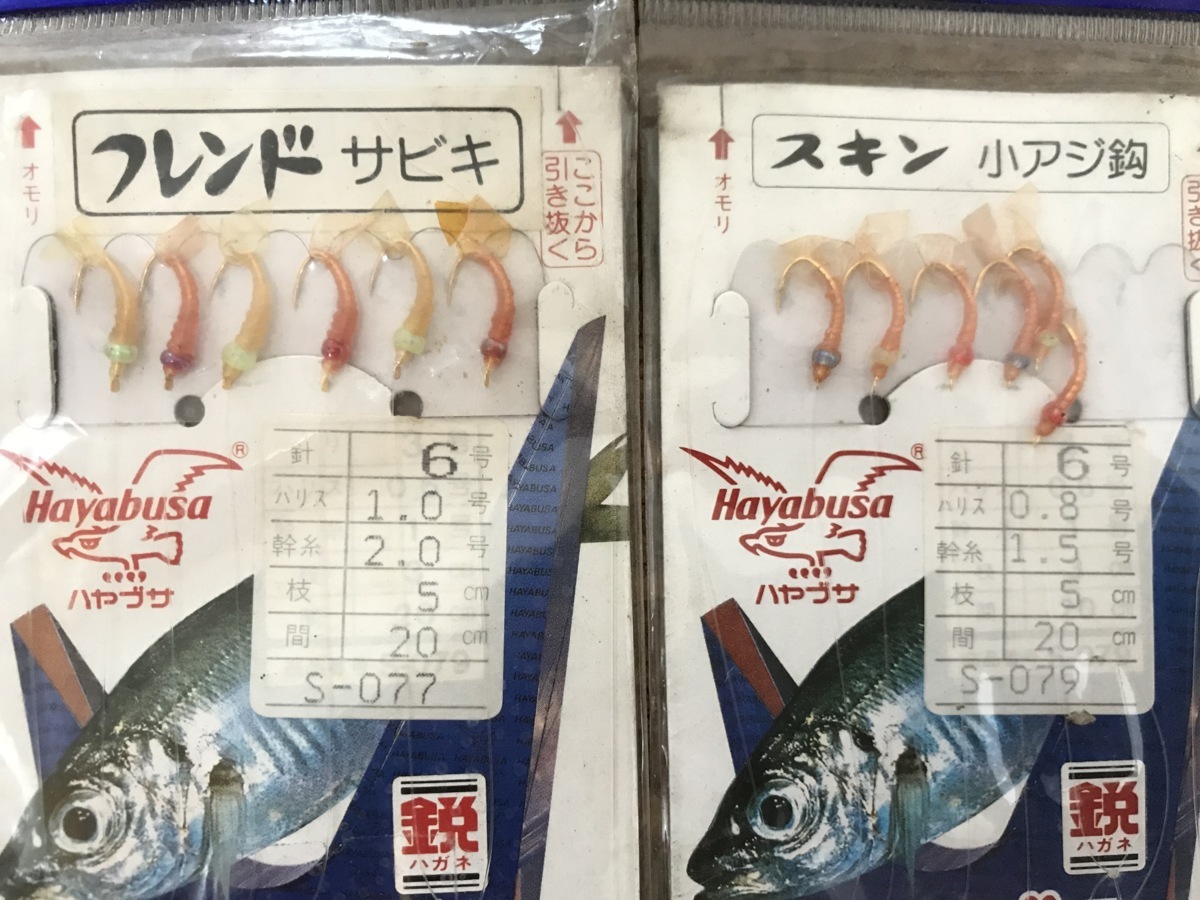 フレンド サビキ
オモリ
ここから
引き抜く
針 6 号
ハリス 1.0 号
幹糸 2.0 号
枝 5 cm
間 20 cm
S-077
Hayabusa®
ハヤブサ
鋭
ハガネ
HAYABUSA
HAYABUSA
HAYABUSA
HAYABUSA
スキン 小アジ鈎
オモリ
引き抜く
針 6 号
ハリス 0.8 号
幹糸 1.5 号
枝 5 cm
間 20 cm
S-079
Hayabusa®
ハヤブサ
鋭
ハガネ